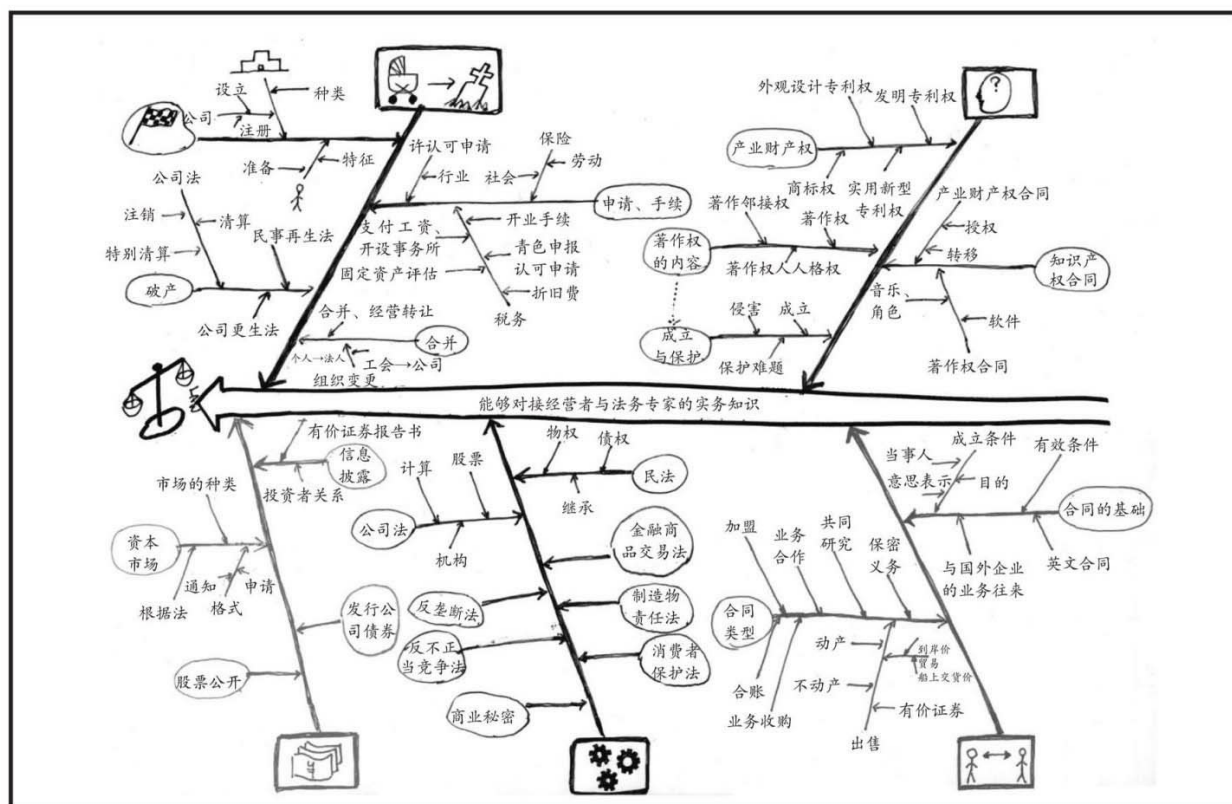 设立
种类
公司
注册
准备
特征
公司法
注销
清算
特别清算
民事再生法
破产
公司更生法
许认可申请
行业
保险
劳动
社会
申请、手续
支付工资、
开设事务所
固定资产评估
开业手续
青色申报
认可申请
折旧费
税务
合并、经营转让
合并
个人→法人
工会→公司
组织变更
?
外观设计专利权
发明专利权
产业财产权
商标权
实用新型
专利权
著作邻接权
著作权
著作权
的内容
著作权人人格权
侵害
成立
成立
与保护
保护难题
产业财产权合同
授权
转移
知识产
权合同
音乐、
角色
软件
著作权合同
能够对接经营者与法务专家的实务知识
有价证券报告书
信息
披露
投资者关系
市场的种类
资本
市场
根据法
通知
格式
申请
发行公
司债券
股票公开
物权
债权
民法
继承
股票
计算
公司法
机构
金融商
品交易法
反垄断法
制造物
责任法
反不正
当竞争法
消费者
保护法
商业秘密
成立条件
当事人
意思表示
目的
有效条件
合同的基础
与国外企业
的业务往来
英文合同
加盟
业务
合作
共同
研究
保密
义务
合同
类型
合账
业务收购
动产
不动产
到岸价
贸易
船上交货价
有价证券
出售